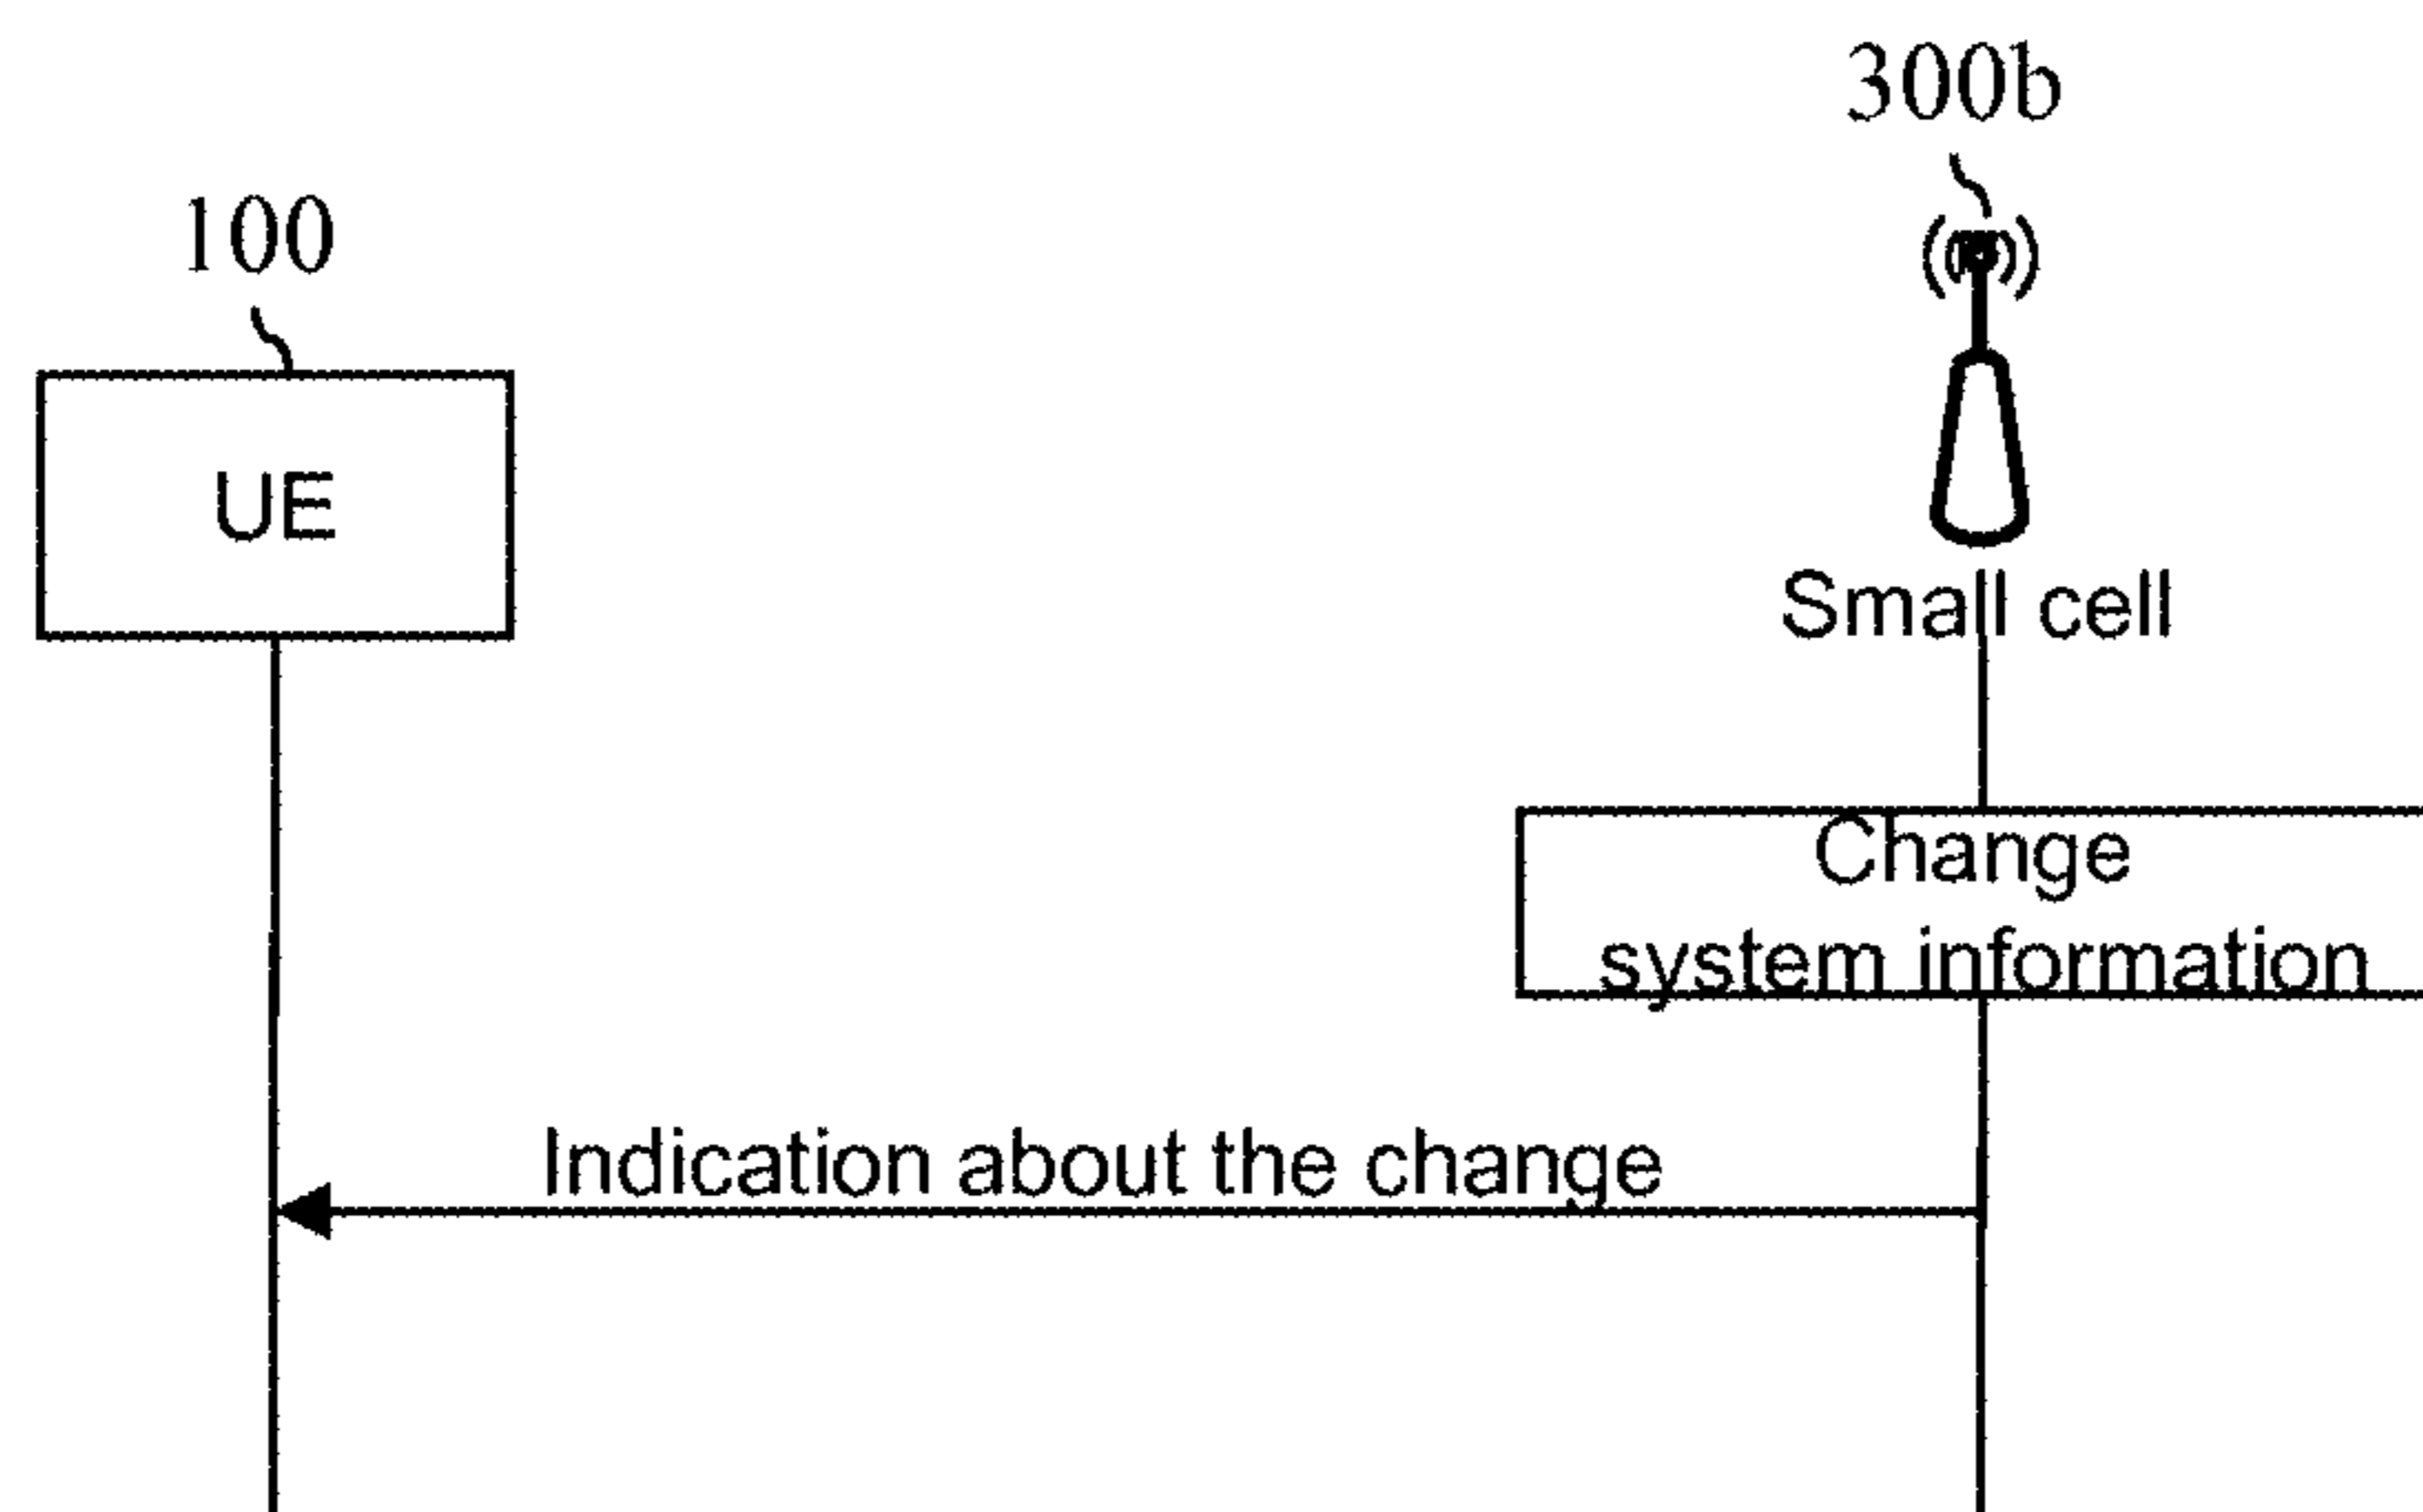 300b
100
UE
Small cell
Change
system information
Indication about the change